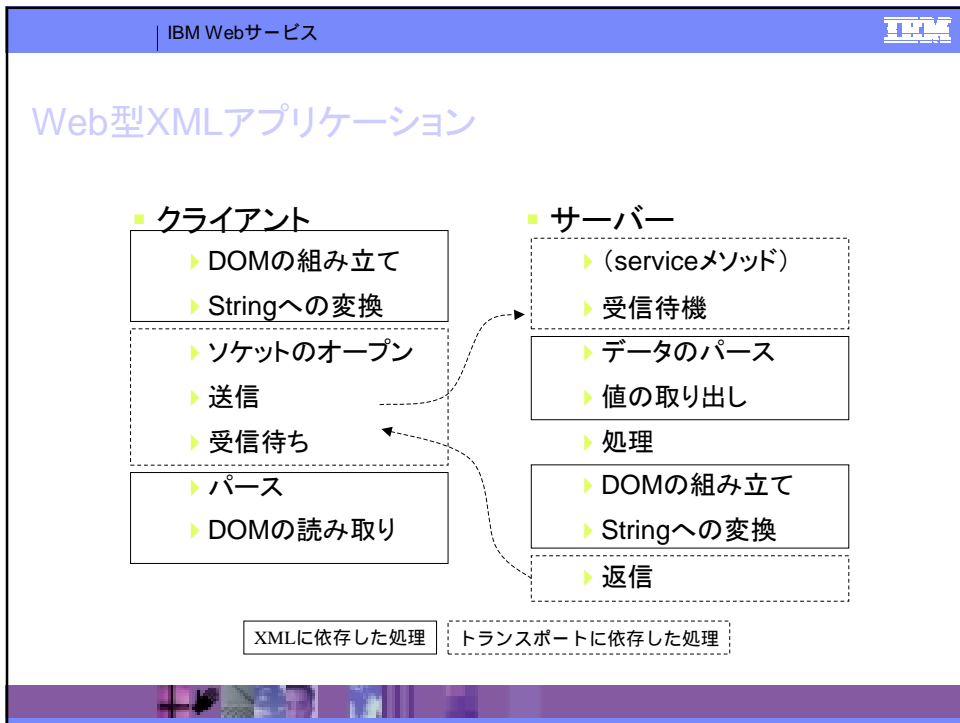 IBM Webサービス
IBM
Web型XMLアプリケーション
クライアント
DOMの組み立て
Stringへの変換
ソケットのオープン
送信
受信待ち
パース
DOMの読み取り
サーバー
（serviceメソッド）
受信待機
データのパース
値の取り出し
処理
DOMの組み立て
Stringへの変換
返信
XMLに依存した処理
トランスポートに依存した処理